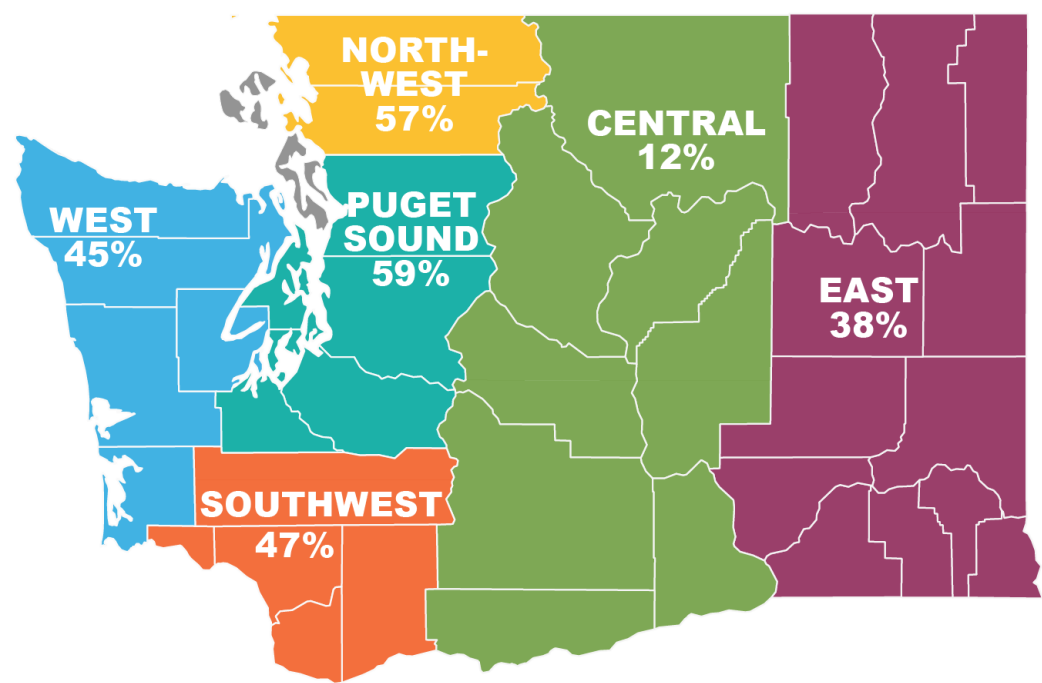 NORTH-
WEST
57%
CENTRAL
12%
WEST
45%
PUGET
SOUND
59%
EAST
38%
SOUTHWEST
47%